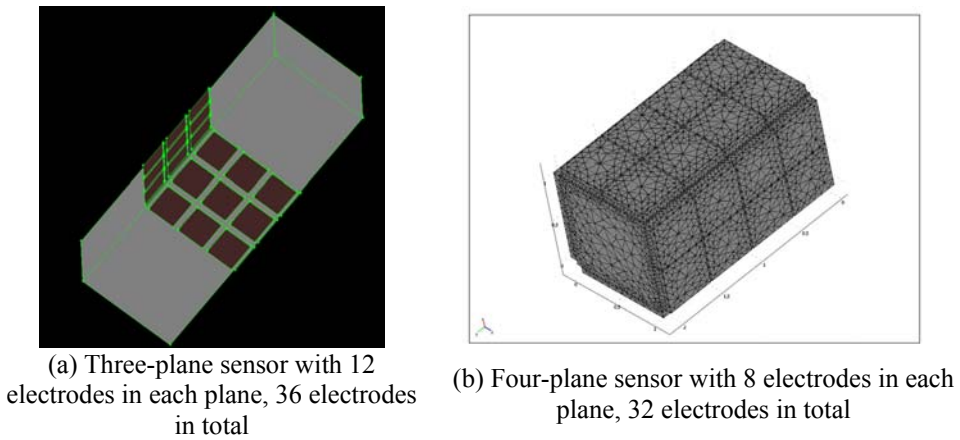 (a) Three-plane sensor with 12
electrodes in each plane, 36 electrodes
in total
(b) Four-plane sensor with 8 electrodes in each
plane, 32 electrodes in total